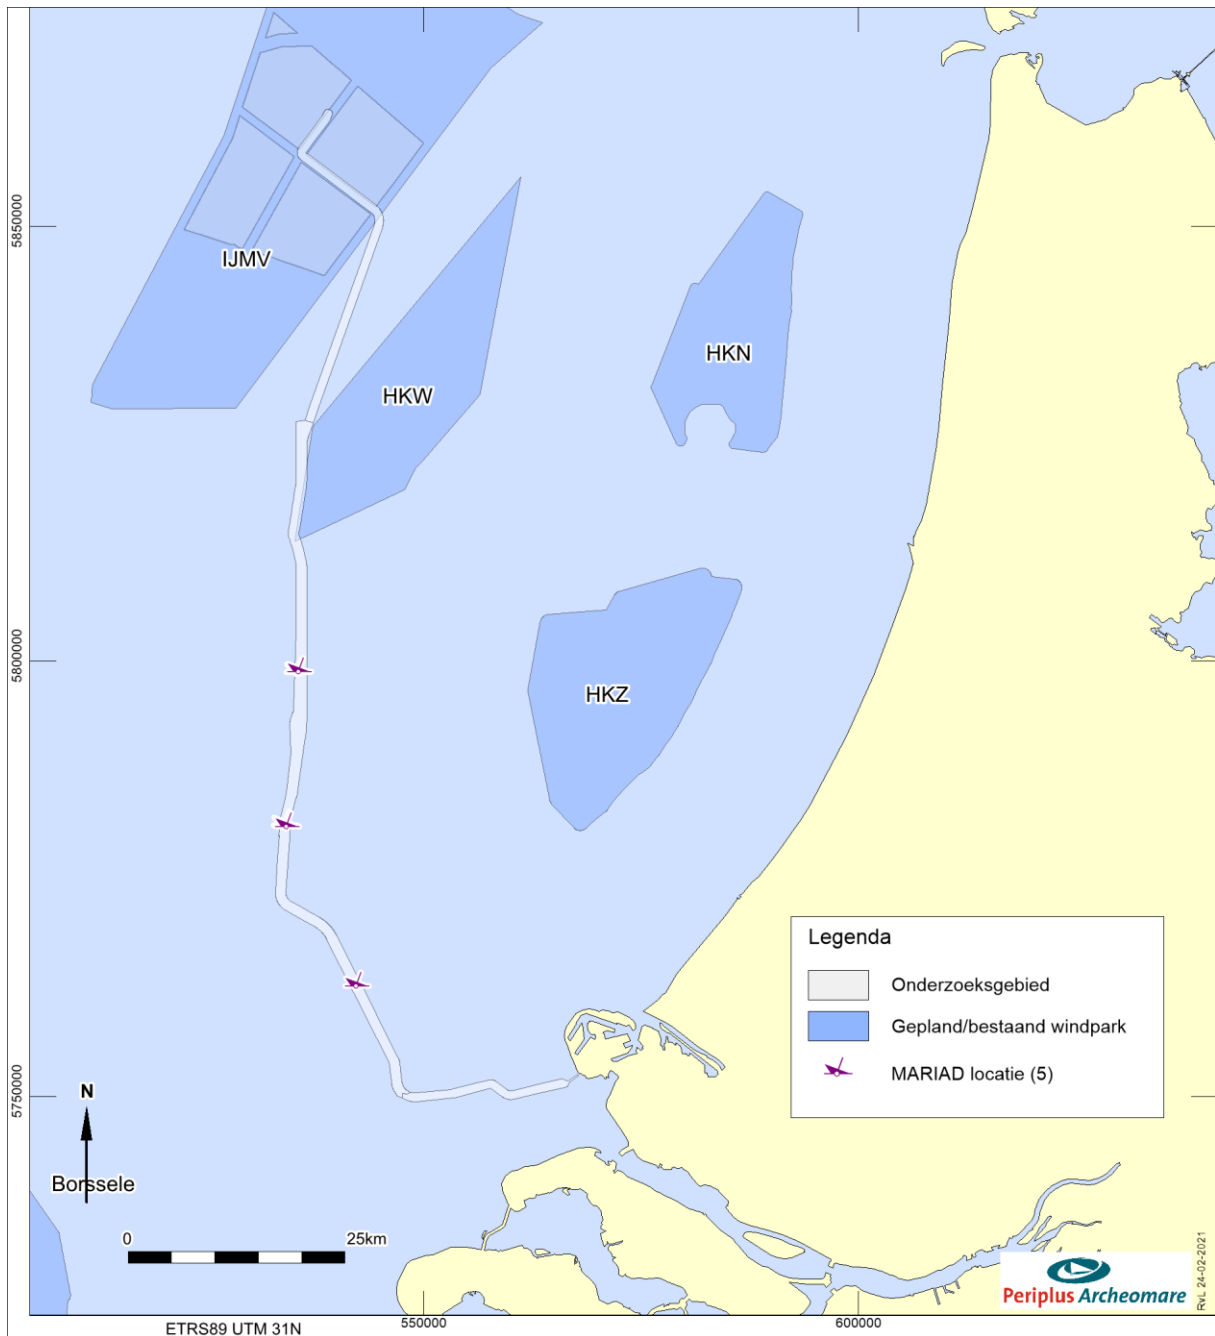 5850000
IJMV
HKN
HKW
5800000
HKZ
Legenda
Onderzoeksgebied
Gepland/bestaand windpark
MARIAD locatie (5)
5750000
N
Borssele
0
25km
Periplus Archeomare
RvL 24-02-2021
ETRS89 UTM 31N
550000
600000